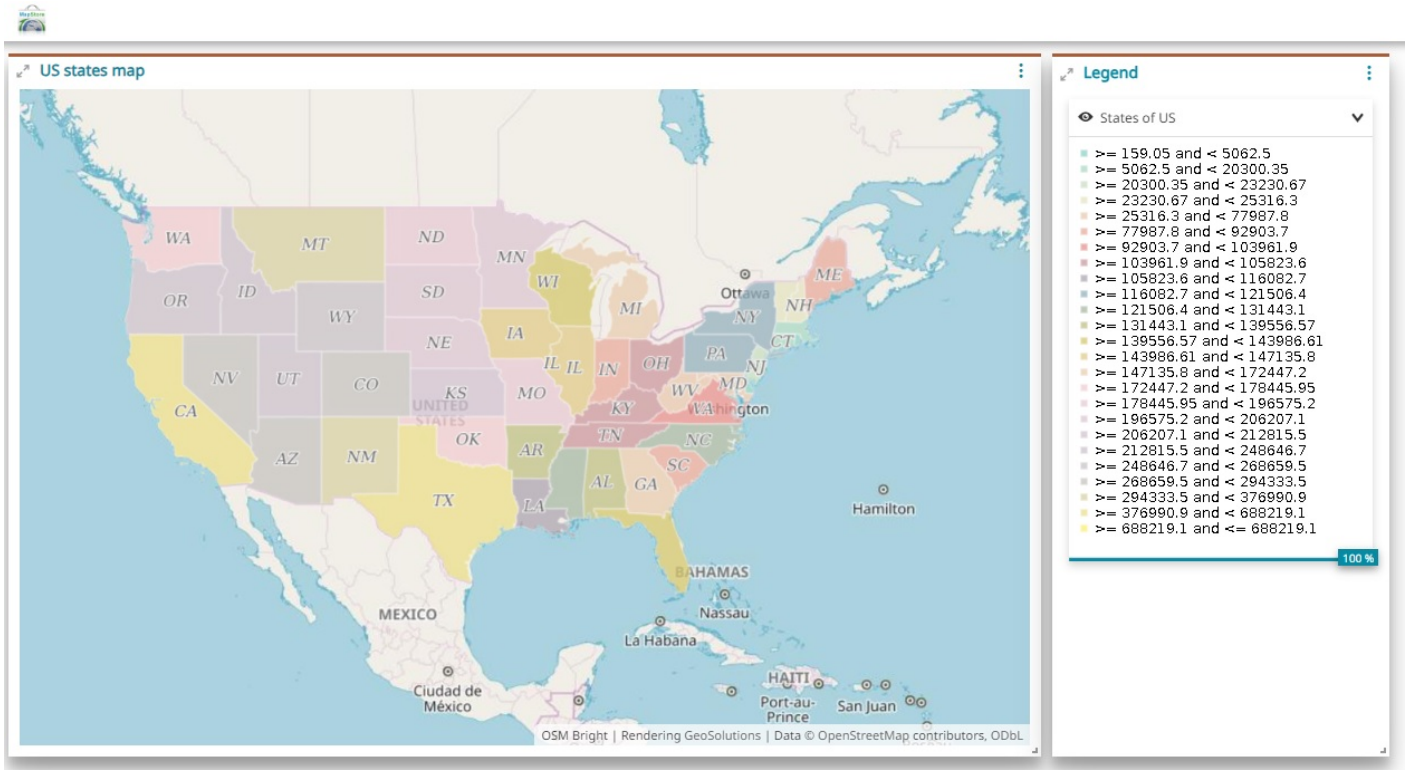 MapStore
US states map
Legend
States of US
>= 159.05 and < 5062.5
>= 5062.5 and < 20300.35
>= 20300.35 and < 23230.67
>= 23230.67 and < 25316.3
>= 25316.3 and < 77987.8
>= 77987.8 and < 92903.7
>= 92903.7 and < 103961.9
>= 103961.9 and < 105823.6
>= 105823.6 and < 116082.7
>= 116082.7 and < 121506.4
>= 121506.4 and < 131443.1
>= 131443.1 and < 139556.57
>= 139556.57 and < 143986.61
>= 143986.61 and < 147135.8
>= 147135.8 and < 172447.2
>= 172447.2 and < 178445.95
>= 178445.95 and < 196575.2
>= 196575.2 and < 206207.1
>= 206207.1 and < 212815.5
>= 212815.5 and < 248646.7
>= 248646.7 and < 268659.5
>= 268659.5 and < 294333.5
>= 294333.5 and < 376990.9
>= 376990.9 and < 688219.1
>= 688219.1 and <= 688219.1
100 %
WA
MT
ND
MN
OR
ID
SD
WI
MI
Ottawa
ME
NH
WY
NY
NE
IA
CT
NV
UT
CO
IL
IL
IN
OH
PA
NJ
KS
MO
WV
MD
UNITED
STATES
CA
KY
VA
Washington
OK
TN
NC
AZ
NM
AR
SC
AL
GA
TX
LA
Hamilton
BAHAMAS
Nassau
MEXICO
La Habana
HAITI
Ciudad de
México
Port-au-
Prince
San Juan
OSM Bright | Rendering GeoSolutions | Data © OpenStreetMap contributors, ODbL